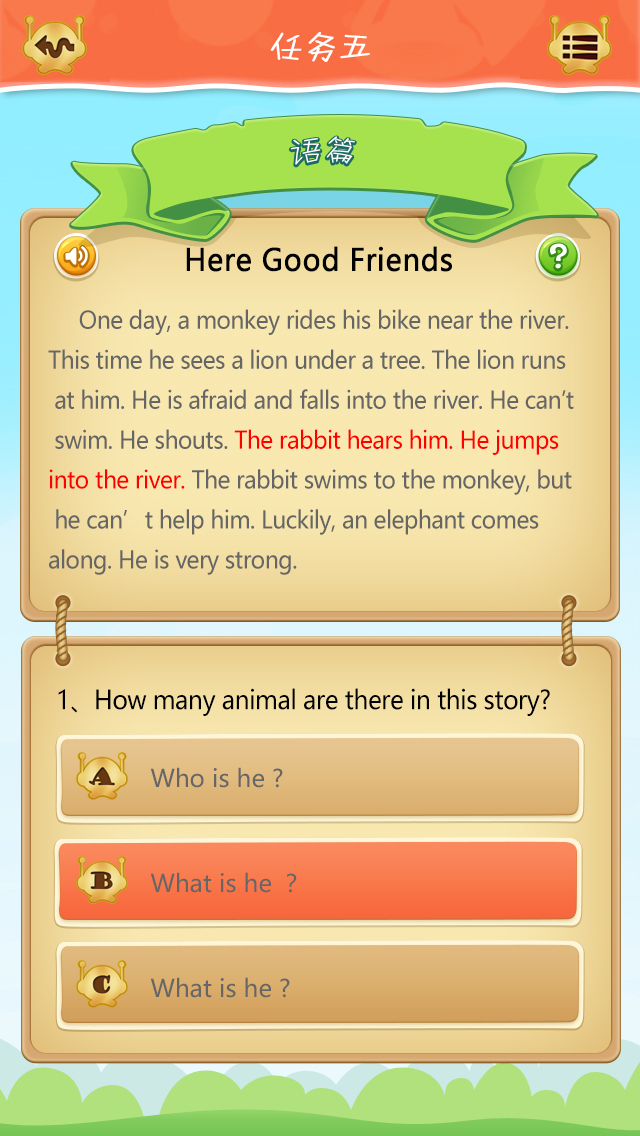 任务五
语篇
Here Good Friends
One day, a monkey rides his bike near the river.
This time he sees a lion under a tree. The lion runs
at him. He is afraid and falls into the river. He can't
swim. He shouts. The rabbit hears him. He jumps
into the river. The rabbit swims to the monkey, but
he can’ t help him. Luckily, an elephant comes
along. He is very strong.
1、How many animal are there in this story?
A Who is he ?
B What is he ?
C What is he ?